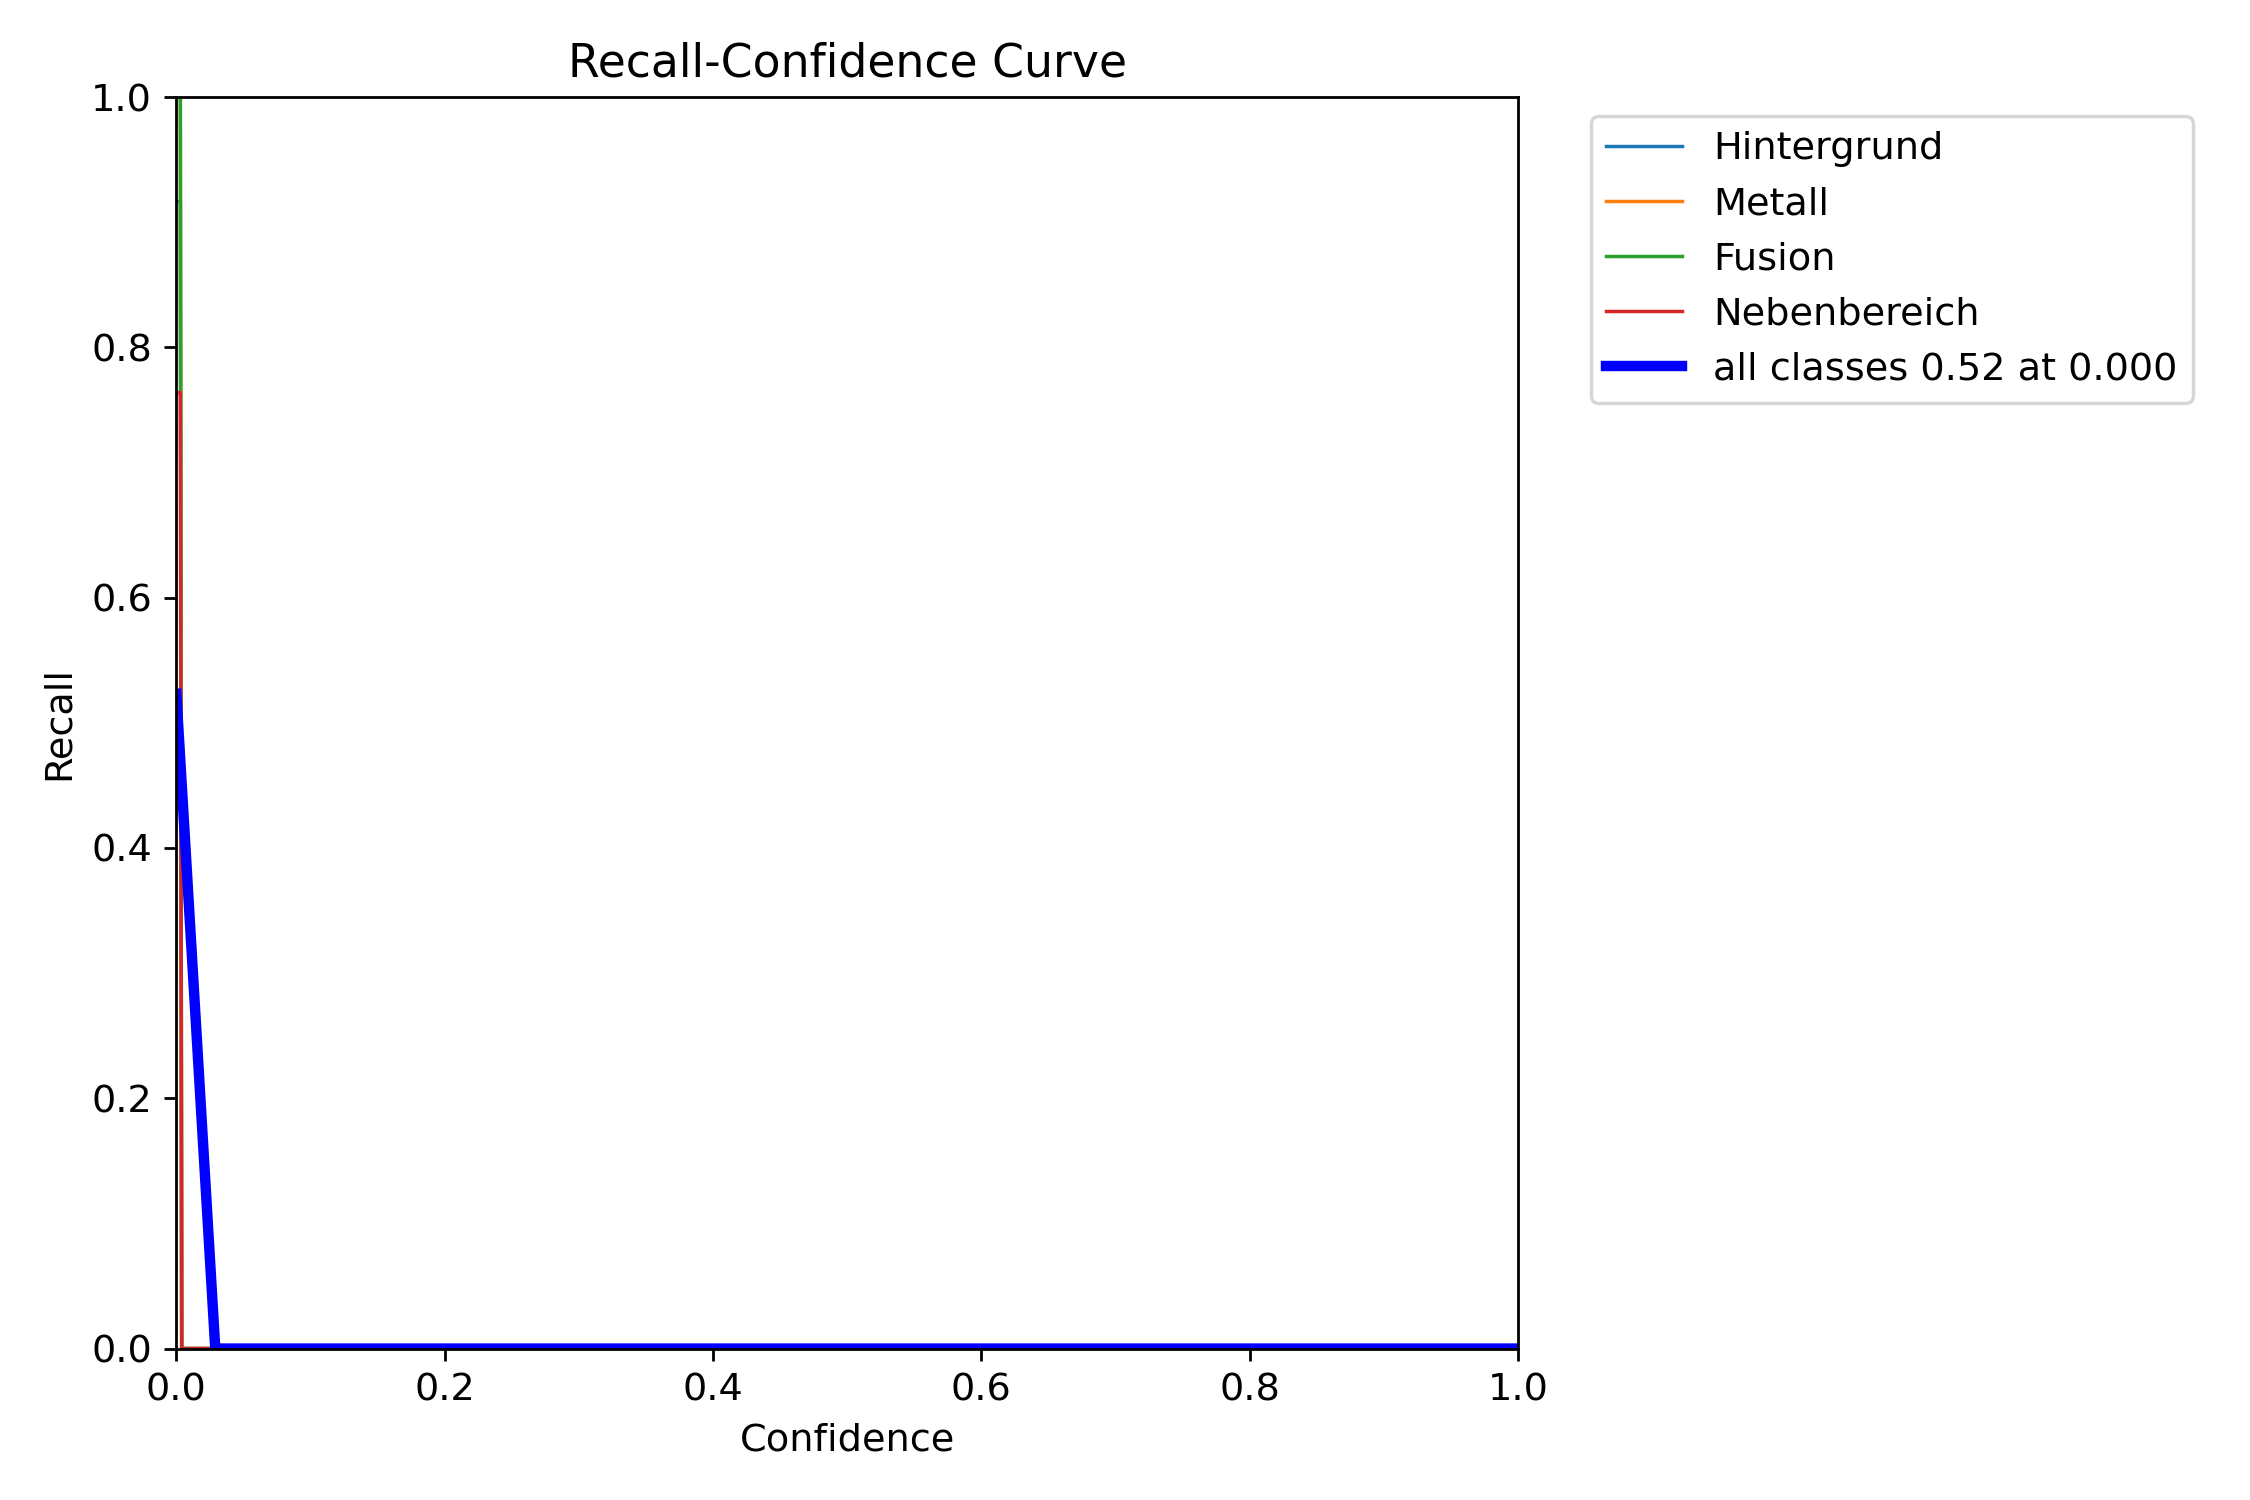 Recall-Confidence Curve
1.0
0.8
0.6
0.4
0.2
0.0
Recall
0.0 0.2 0.4 0.6 0.8 1.0
Confidence
Hintergrund
Metall
Fusion
Nebenbereich
all classes 0.52 at 0.000